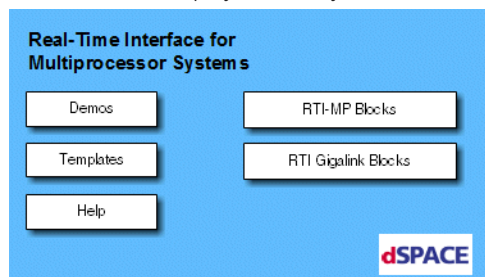 Real-Time Interface for
Multiprocessor Systems
Demos
RTI-MP Blocks
Templates
RTI Gigalink Blocks
Help
dSPACE